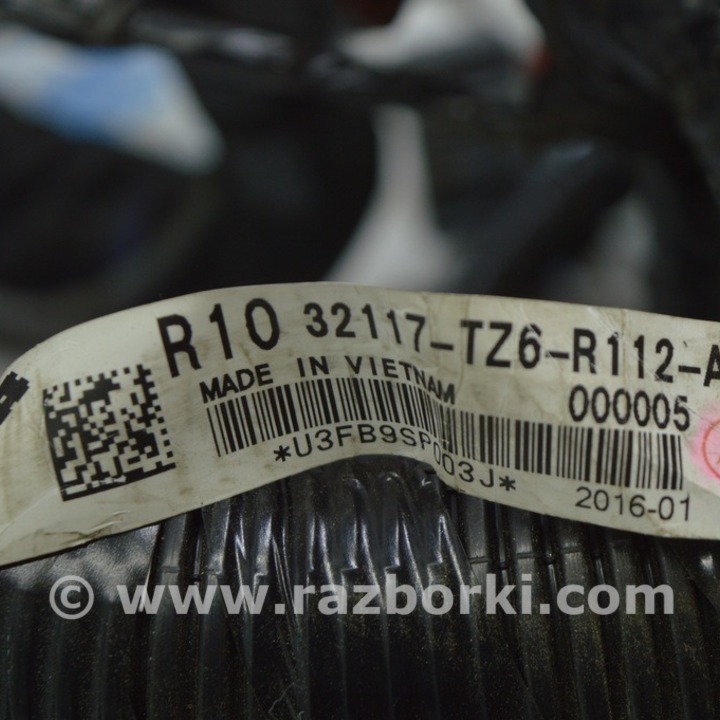 R10 32117-TZ6-R112-A
MADE IN VIETNAM
000005
*U3FB9SP003J*
2016-01
© www.razborki.com